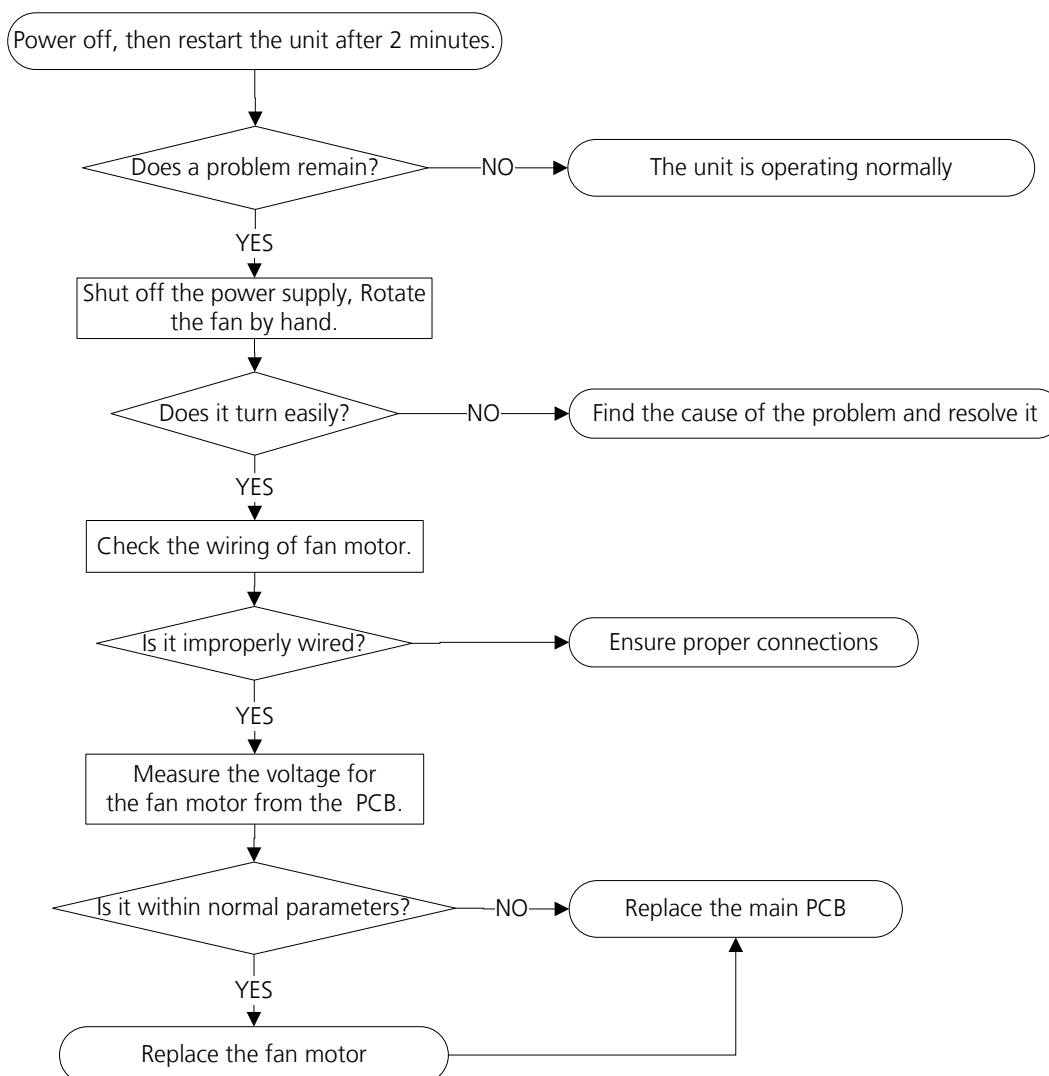 Power off, then restart the unit after 2 minutes.
Does a problem remain?
NO
The unit is operating normally
YES
Shut off the power supply, Rotate
the fan by hand.
Does it turn easily?
NO
Find the cause of the problem and resolve it
YES
Check the wiring of fan motor.
Is it improperly wired?
Ensure proper connections
YES
Measure the voltage for
the fan motor from the PCB.
Is it within normal parameters?
NO
Replace the main PCB
YES
Replace the fan motor